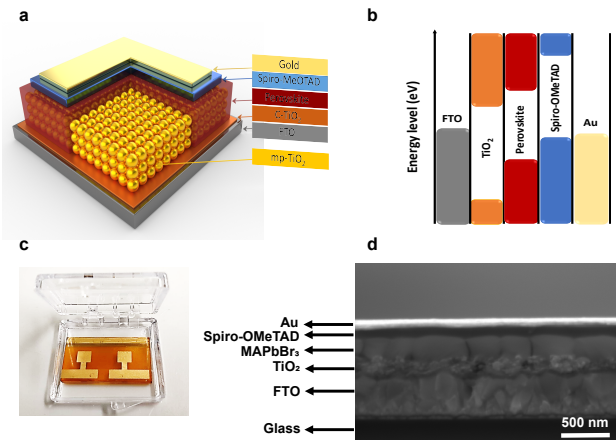 a
Gold
Spiro-MeOTAD
Perovskite
C-TiO₂
FTO
mp-TiO₂
b
Energy level (eV)
FTO
TiO₂
Perovskite
Spiro-OMeTAD
Au
c
d
Au
Spiro-OMeTAD
MAPbBr₃
TiO₂
FTO
Glass
500 nm